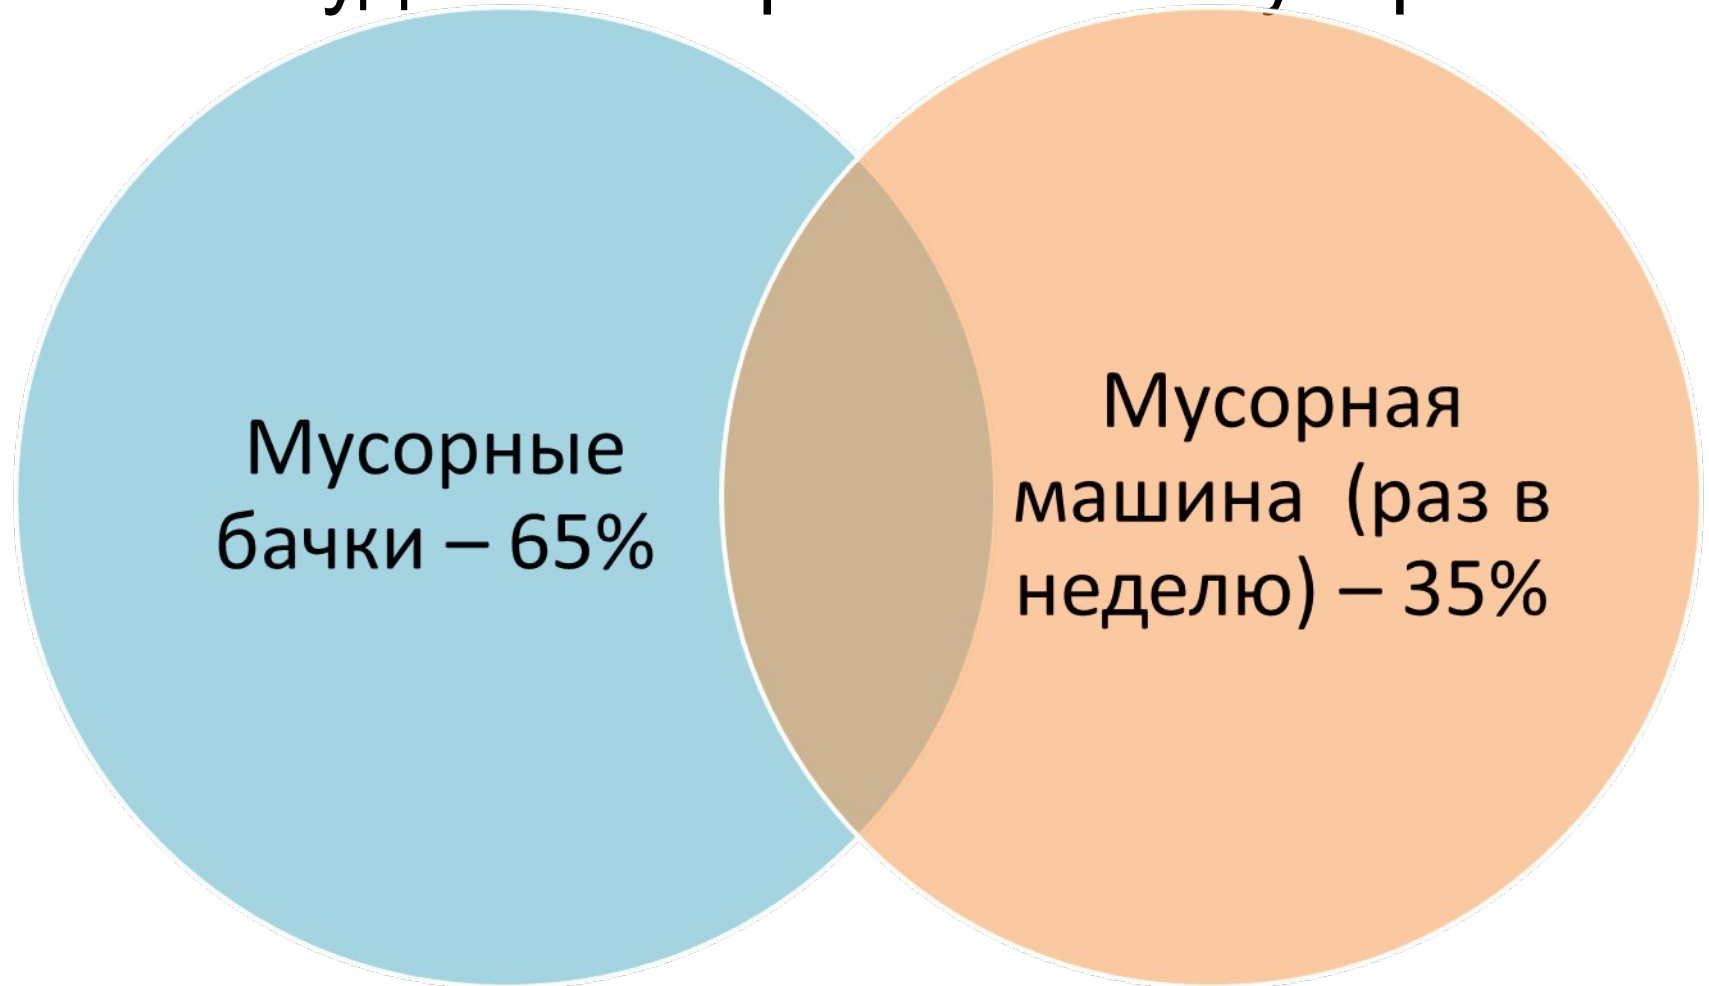 Мусорные
бачки – 65%
Мусорная
машина (раз в
неделю) – 35%